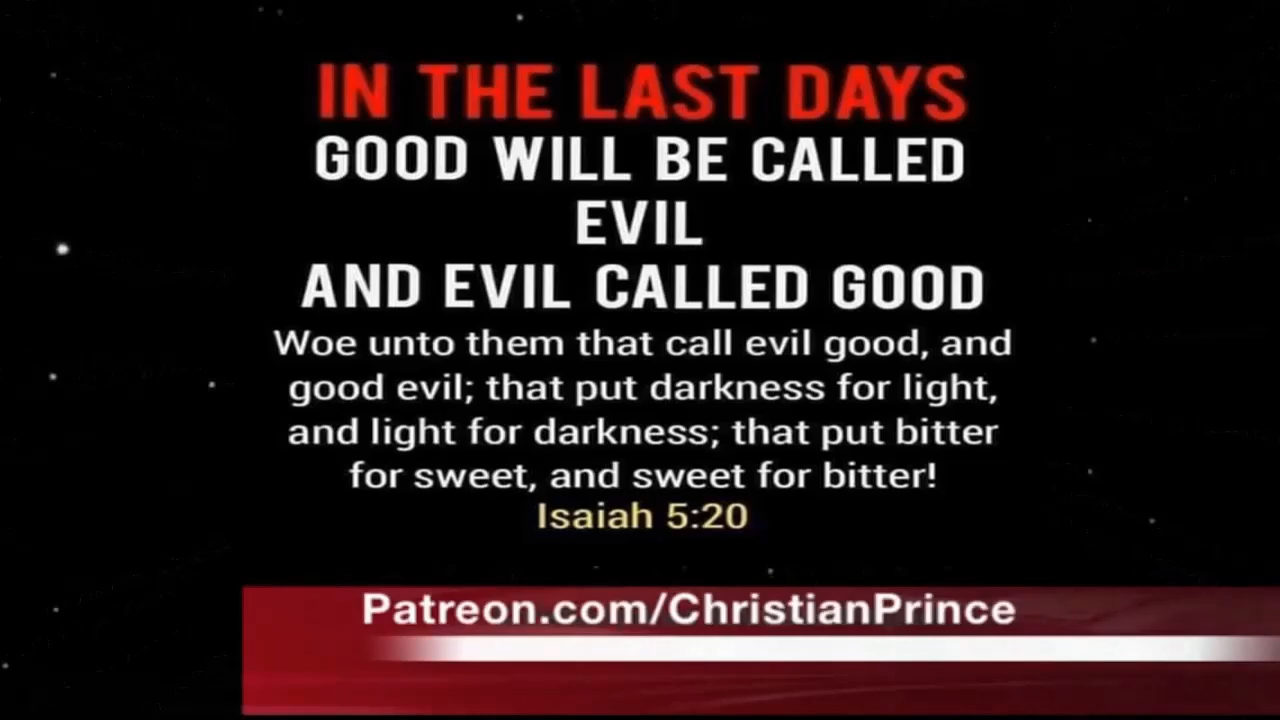 IN THE LAST DAYS
GOOD WILL BE CALLED
EVIL
AND EVIL CALLED GOOD
Woe unto them that call evil good, and
good evil; that put darkness for light,
and light for darkness; that put bitter
for sweet, and sweet for bitter!
Isaiah 5:20
Patreon.com/ChristianPrince